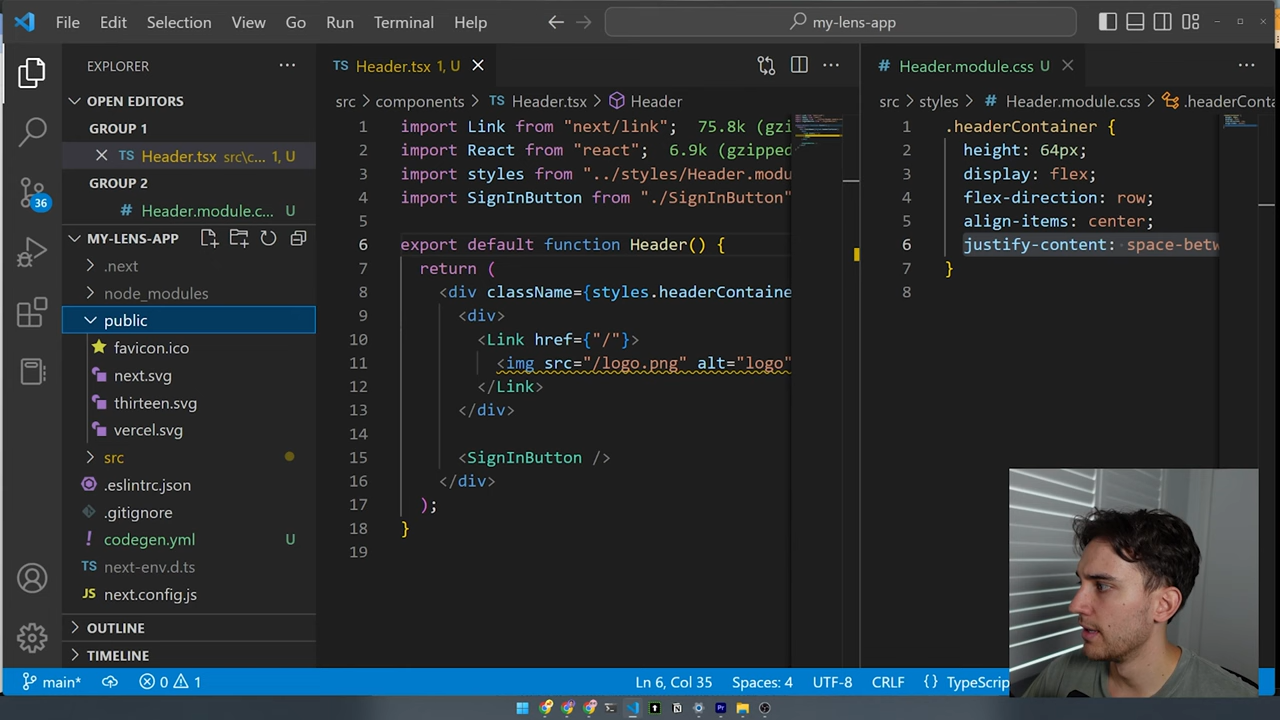 File Edit Selection View Go Run Terminal Help my-lens-app
EXPLORER
OPEN EDITORS
GROUP 1
Header.tsx src\c... 1, U
GROUP 2
Header.module.c... U
MY-LENS-APP
.next
node_modules
public
favicon.ico
next.svg
thirteen.svg
vercel.svg
src
.eslintrc.json
.gitignore
codegen.yml U
TS next-env.d.ts
JS next.config.js
OUTLINE
TIMELINE
36
TS Header.tsx 1, U
src > components > TS Header.tsx > Header
1 import Link from "next/link"; 75.8k (gzi
2 import React from "react"; 6.9k (gzipped
3 import styles from "../styles/Header.modu
4 import SignInButton from "./SignInButton"
5
6 export default function Header() {
7 return (
8 <div className={styles.headerContaine
9 <div>
10 <Link href={"/"}>
11 <img src="/logo.png" alt="logo"
12 </Link>
13 </div>
14
15 <SignInButton />
16 </div>
17 );
18 }
19
# Header.module.css U
src > styles > # Header.module.css > .headerConta
1 .headerContainer {
2 height: 64px;
3 display: flex;
4 flex-direction: row;
5 align-items: center;
6 justify-content: space-betw
7 }
8
main* 0 1 Ln 6, Col 35 Spaces: 4 UTF-8 CRLF {} TypeScrip